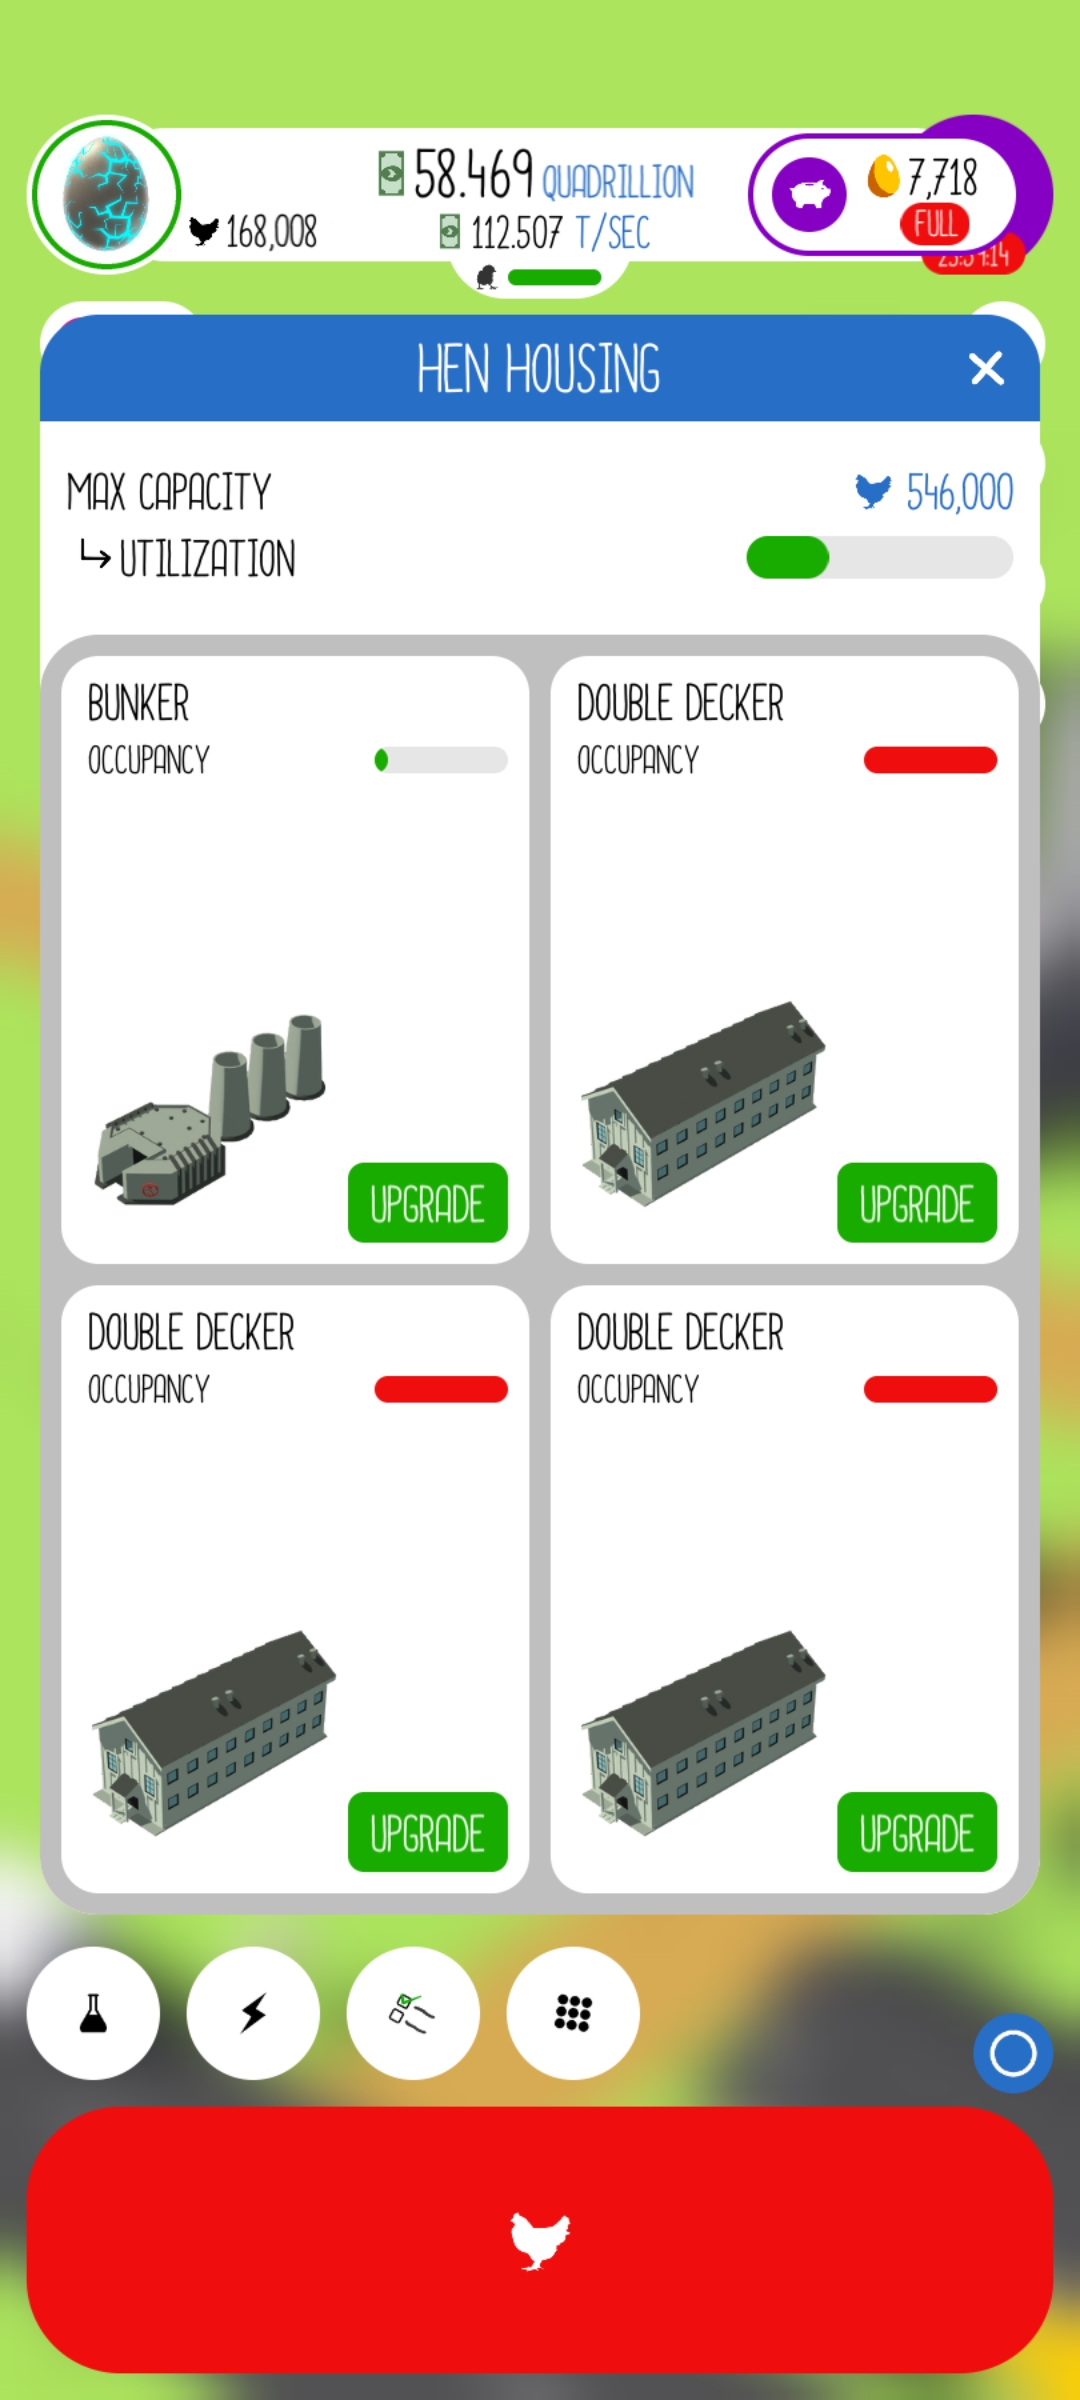 58.469 QUADRILLION
168,008
112.507 T/SEC
7,718
FULL
HEN HOUSING
MAX CAPACITY
546,000
UTILIZATION
BUNKER
OCCUPANCY
UPGRADE
DOUBLE DECKER
OCCUPANCY
UPGRADE
DOUBLE DECKER
OCCUPANCY
UPGRADE
DOUBLE DECKER
OCCUPANCY
UPGRADE